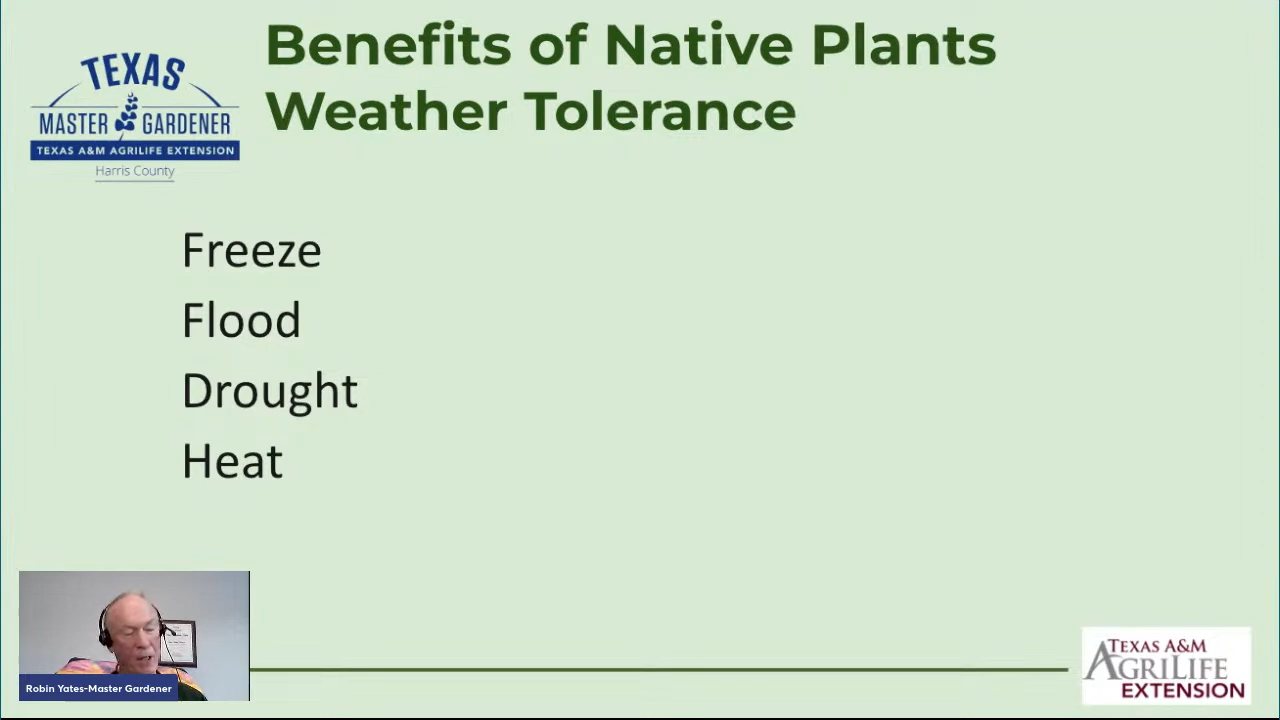 Benefits of Native Plants
Weather Tolerance
TEXAS
MASTER GARDENER
TEXAS A&M AGRILIFE EXTENSION
Harris County
Freeze
Flood
Drought
Heat
Robin Yates-Master Gardener
TEXAS A&M
AGRILIFE
EXTENSION